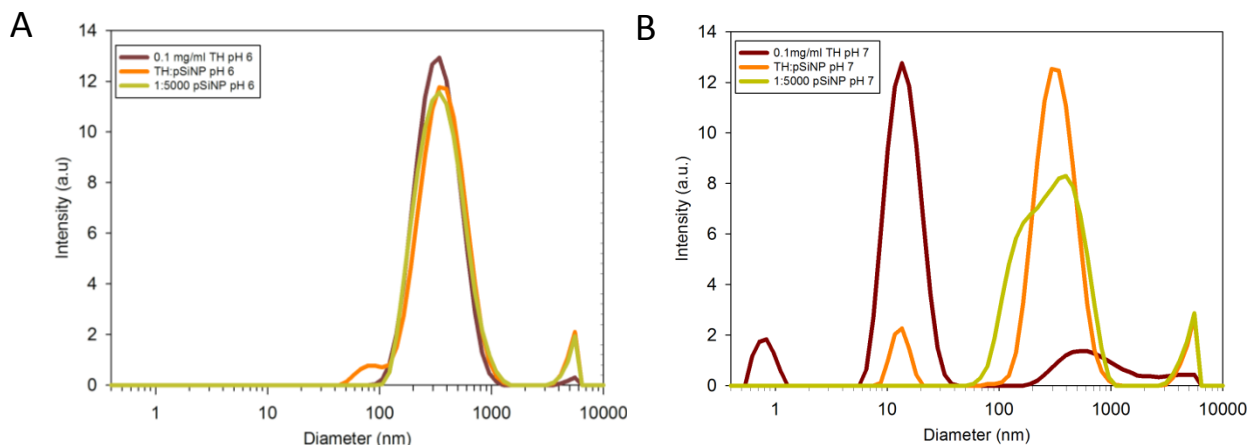 A
14
12
10
8
6
4
2
0
Intensity (a.u)
0.1 mg/ml TH pH 6
TH:pSiNP pH 6
1:5000 pSiNP pH 6
1 10 100 1000 10000
Diameter (nm)
B
14
12
10
8
6
4
2
0
Intensity (a.u.)
0.1mg/ml TH pH 7
TH:pSiNP pH 7
1:5000 pSiNP pH 7
1 10 100 1000 10000
Diameter (nm)